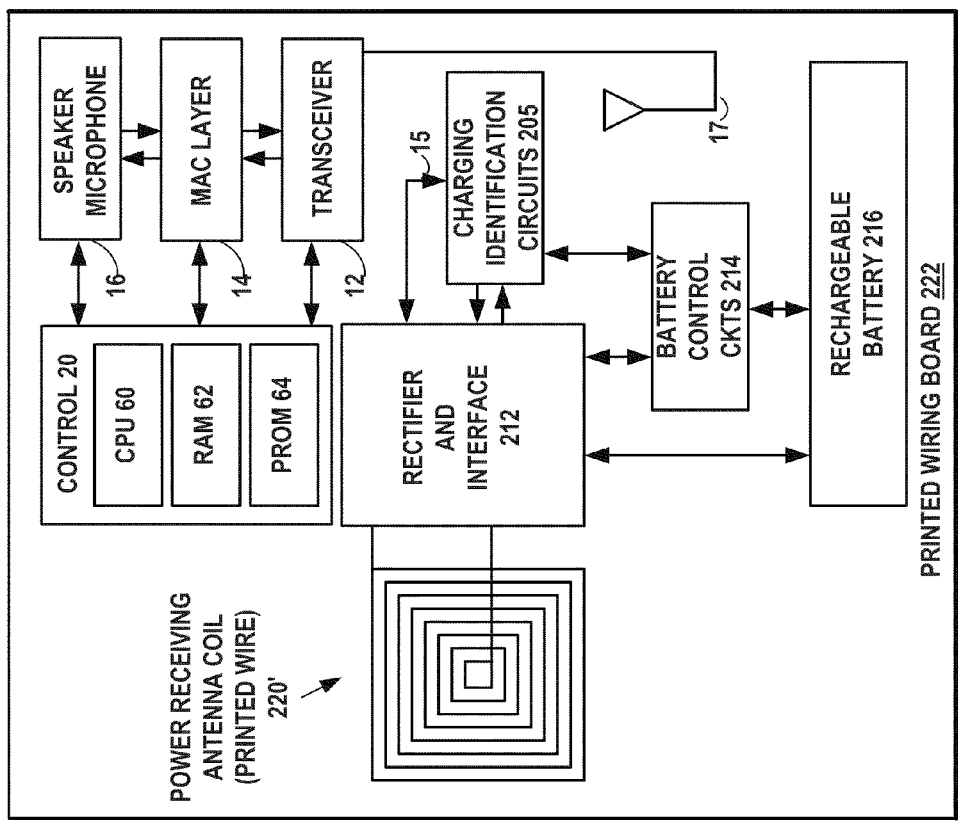 SPEAKER
MICROPHONE
16
MAC LAYER
14
TRANSCEIVER
12
CONTROL 20
CPU 60
RAM 62
PROM 64
15
CHARGING
IDENTIFICATION
CIRCUITS 205
17
RECTIFIER
AND
INTERFACE
212
BATTERY
CONTROL
CKTS 214
RECHARGEABLE
BATTERY 216
POWER RECEIVING
ANTENNA COIL
(PRINTED WIRE)
220'
PRINTED WIRING BOARD 222